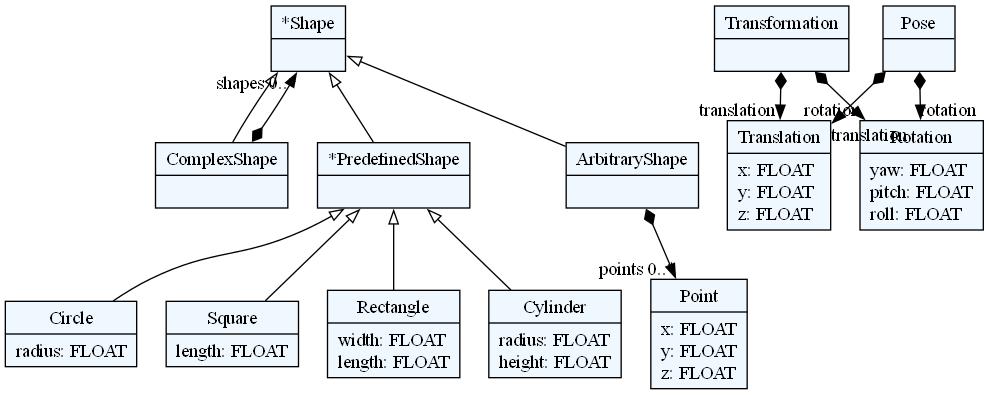 *Shape
Transformation
Pose
shapes 0..
translation
rotation
translation
rotation
ComplexShape
*PredefinedShape
ArbitraryShape
Translation
x: FLOAT
y: FLOAT
z: FLOAT
Rotation
yaw: FLOAT
pitch: FLOAT
roll: FLOAT
points 0..
Circle
radius: FLOAT
Square
length: FLOAT
Rectangle
width: FLOAT
length: FLOAT
Cylinder
radius: FLOAT
height: FLOAT
Point
x: FLOAT
y: FLOAT
z: FLOAT